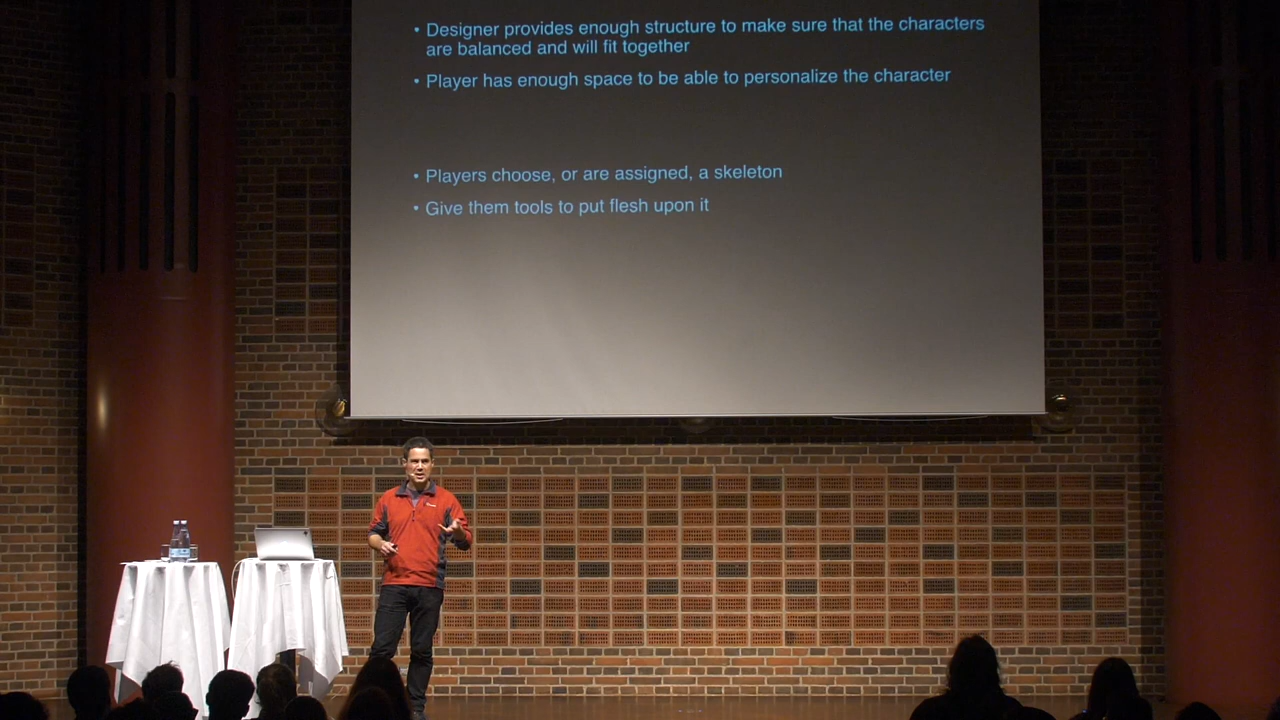 • Designer provides enough structure to make sure that the characters
are balanced and will fit together
• Player has enough space to be able to personalize the character
• Players choose, or are assigned, a skeleton
• Give them tools to put flesh upon it